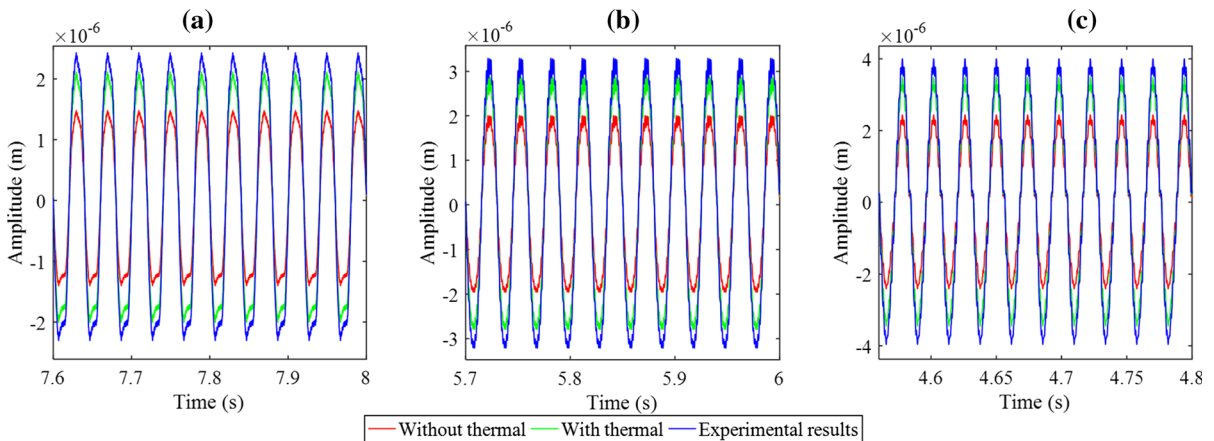 (a)
×10⁻⁶
2
1
0
-1
-2
Amplitude (m)
7.6 7.7 7.8 7.9 8
Time (s)
(b)
×10⁻⁶
3
2
1
0
-1
-2
-3
Amplitude (m)
5.7 5.8 5.9 6
Time (s)
(c)
×10⁻⁶
4
2
0
-2
-4
Amplitude (m)
4.6 4.65 4.7 4.75 4.8
Time (s)
Without thermal With thermal Experimental results